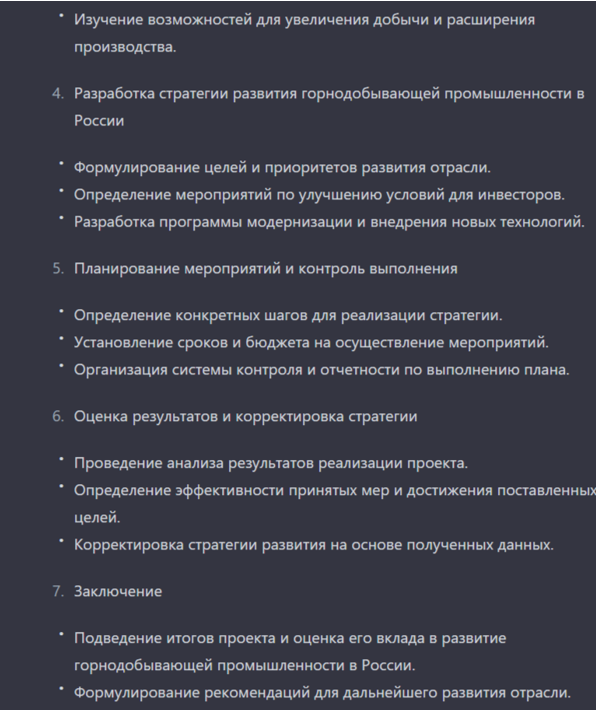 • Изучение возможностей для увеличения добычи и расширения
производства.
4. Разработка стратегии развития горнодобывающей промышленности в
России
• Формулирование целей и приоритетов развития отрасли.
• Определение мероприятий по улучшению условий для инвесторов.
• Разработка программы модернизации и внедрения новых технологий.
5. Планирование мероприятий и контроль выполнения
• Определение конкретных шагов для реализации стратегии.
• Установление сроков и бюджета на осуществление мероприятий.
• Организация системы контроля и отчетности по выполнению плана.
6. Оценка результатов и корректировка стратегии
• Проведение анализа результатов реализации проекта.
• Определение эффективности принятых мер и достижения поставленных
целей.
• Корректировка стратегии развития на основе полученных данных.
7. Заключение
• Подведение итогов проекта и оценка его вклада в развитие
горнодобывающей промышленности в России.
• Формулирование рекомендаций для дальнейшего развития отрасли.